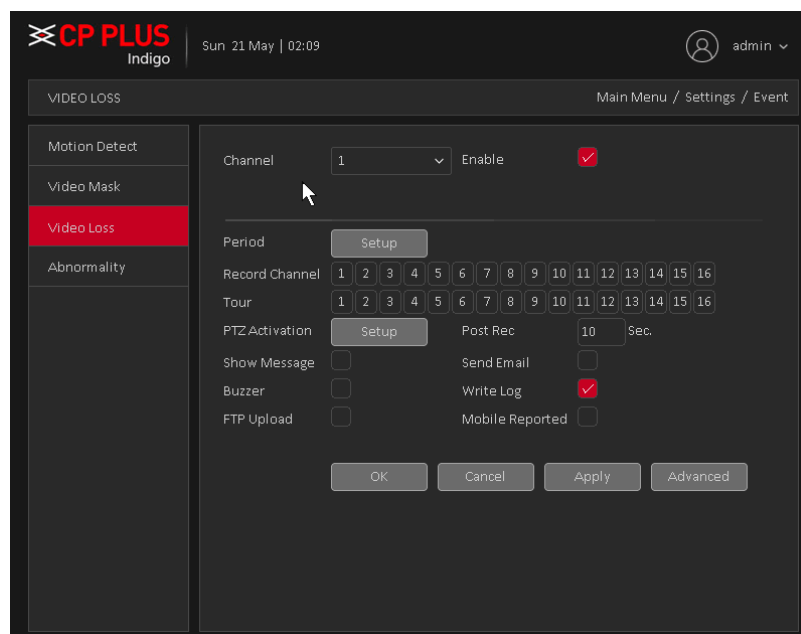 CP PLUS
Indigo
Sun 21 May | 02:09
admin
VIDEO LOSS
Main Menu / Settings / Event
Motion Detect
Video Mask
Video Loss
Abnormality
Channel 1 Enable
Period Setup
Record Channel 1 2 3 4 5 6 7 8 9 10 11 12 13 14 15 16
Tour 1 2 3 4 5 6 7 8 9 10 11 12 13 14 15 16
PTZ Activation Setup Post Rec 10 Sec.
Show Message Send Email
Buzzer Write Log
FTP Upload Mobile Reported
OK Cancel Apply Advanced